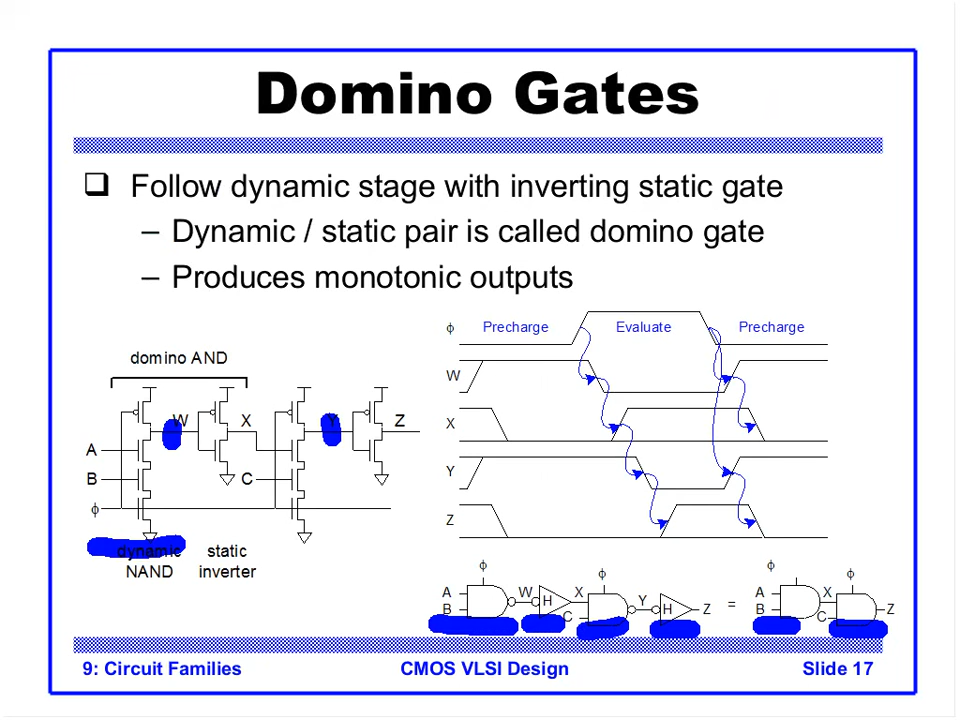 Domino Gates
❑ Follow dynamic stage with inverting static gate
– Dynamic / static pair is called domino gate
– Produces monotonic outputs
domino AND
W X Z
A
B C
ϕ
static
NAND inverter
ϕ Precharge Evaluate Precharge
W
X
Y
Z
ϕ ϕ ϕ ϕ
A W H X A X
B C Y H Z = B C Z
9: Circuit Families CMOS VLSI Design Slide 17